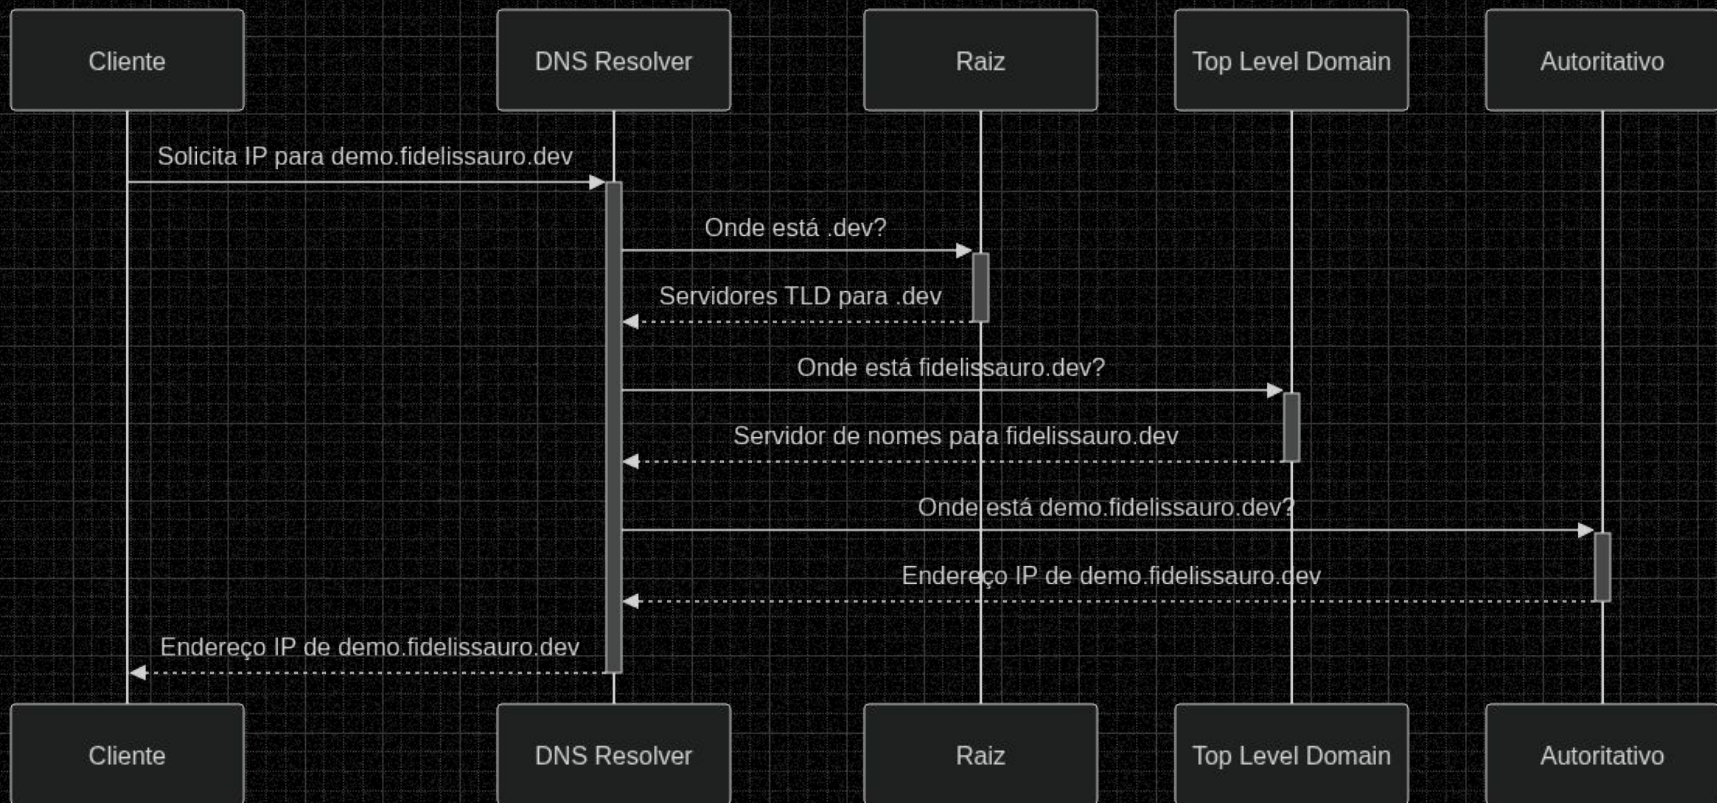 Cliente
DNS Resolver
Raiz
Top Level Domain
Autoritativo
Solicita IP para demo.fidelissauro.dev
Onde está .dev?
Servidores TLD para .dev
Onde está fidelissauro.dev?
Servidor de nomes para fidelissauro.dev
Onde está demo.fidelissauro.dev?
Endereço IP de demo.fidelissauro.dev
Endereço IP de demo.fidelissauro.dev
Cliente
DNS Resolver
Raiz
Top Level Domain
Autoritativo